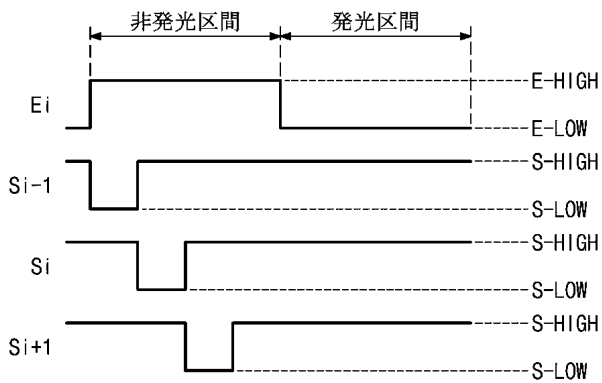 非発光区間 発光区間
Ei
E-HIGH
E-LOW
Si-1
S-HIGH
S-LOW
Si
S-HIGH
S-LOW
Si+1
S-HIGH
S-LOW